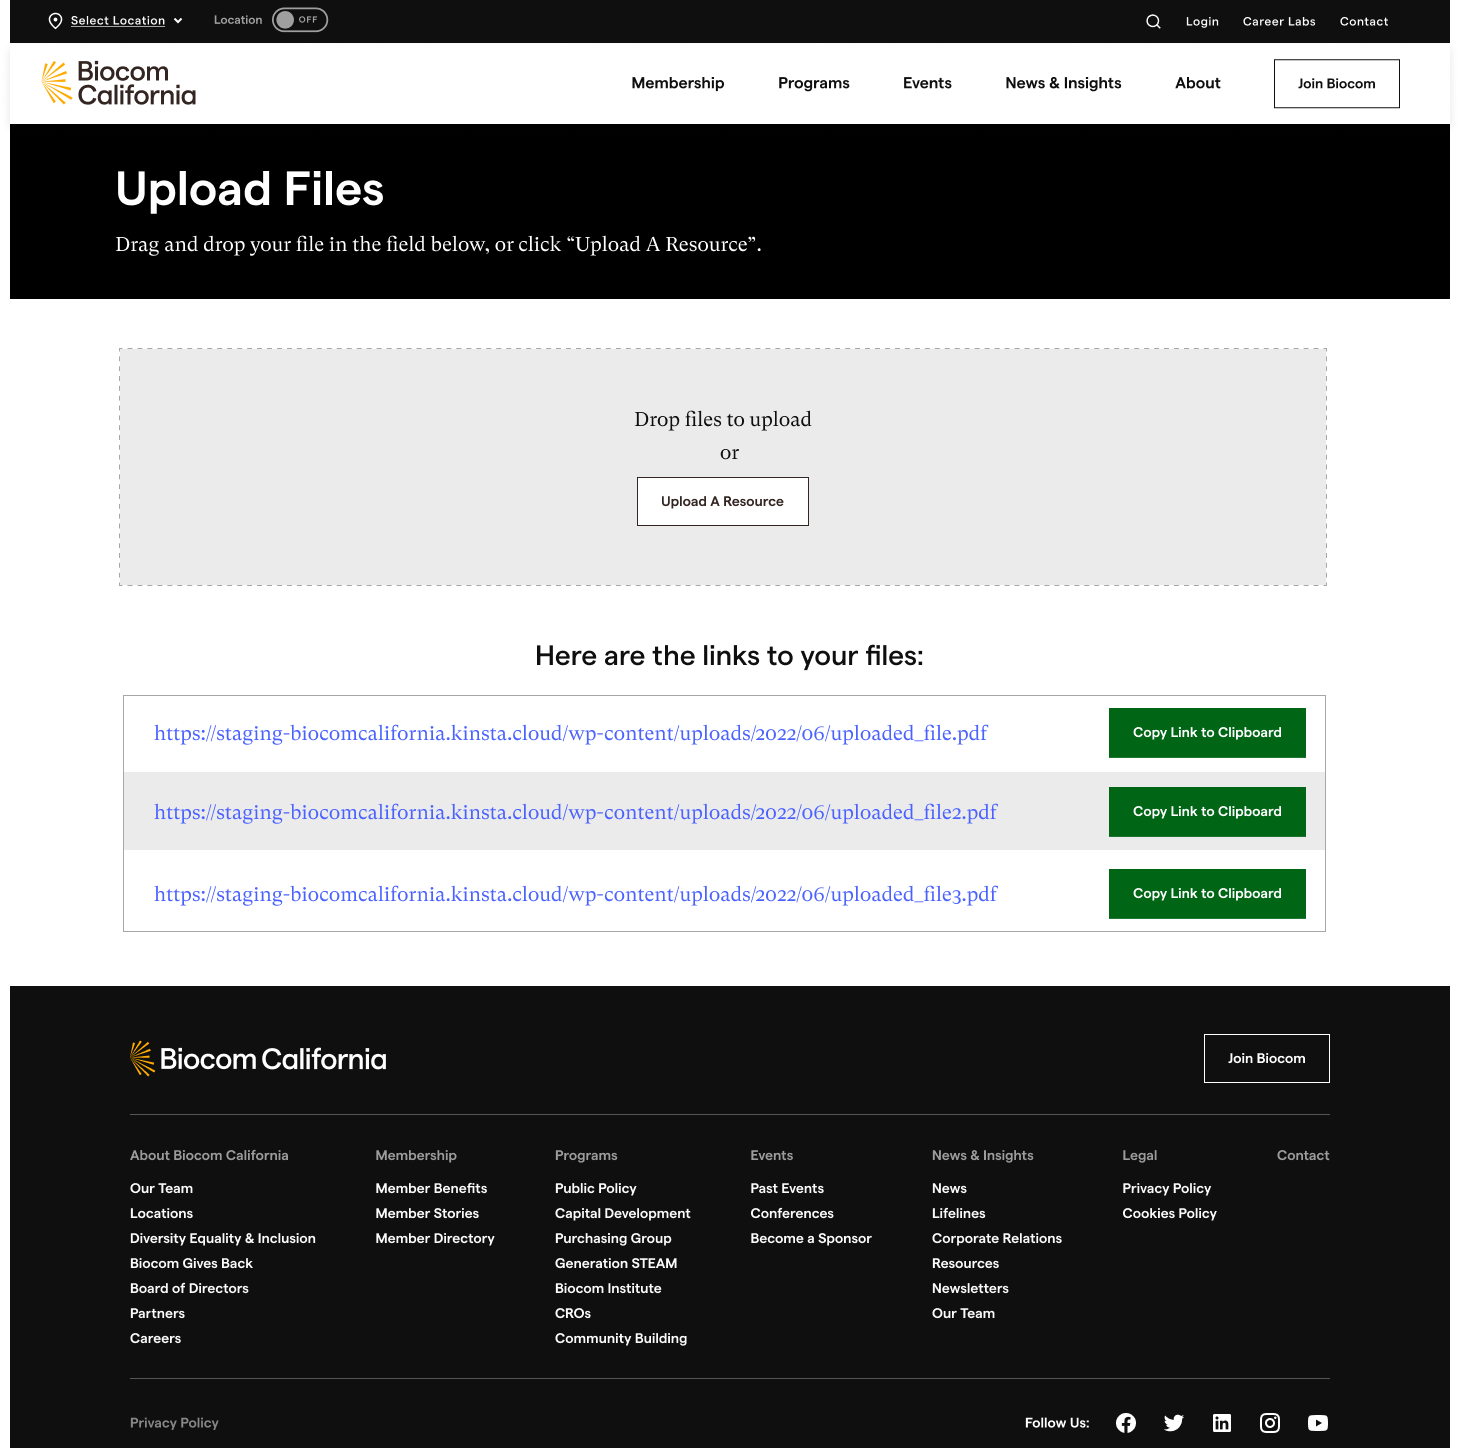 Select Location
Location OFF
Login Career Labs Contact
Biocom
California
Membership Programs Events News & Insights About Join Biocom
Upload Files
Drag and drop your file in the field below, or click “Upload A Resource”.
Drop files to upload
or
Upload A Resource
Here are the links to your files:
https://staging-biocomcalifornia.kinsta.cloud/wp-content/uploads/2022/06/uploaded_file.pdf Copy Link to Clipboard
https://staging-biocomcalifornia.kinsta.cloud/wp-content/uploads/2022/06/uploaded_file2.pdf Copy Link to Clipboard
https://staging-biocomcalifornia.kinsta.cloud/wp-content/uploads/2022/06/uploaded_file3.pdf Copy Link to Clipboard
Biocom California
Join Biocom
About Biocom California
Our Team
Locations
Diversity Equality & Inclusion
Biocom Gives Back
Board of Directors
Partners
Careers
Membership
Member Benefits
Member Stories
Member Directory
Programs
Public Policy
Capital Development
Purchasing Group
Generation STEAM
Biocom Institute
CROs
Community Building
Events
Past Events
Conferences
Become a Sponsor
News & Insights
News
Lifelines
Corporate Relations
Resources
Newsletters
Our Team
Legal
Privacy Policy
Cookies Policy
Contact
Privacy Policy
Follow Us: